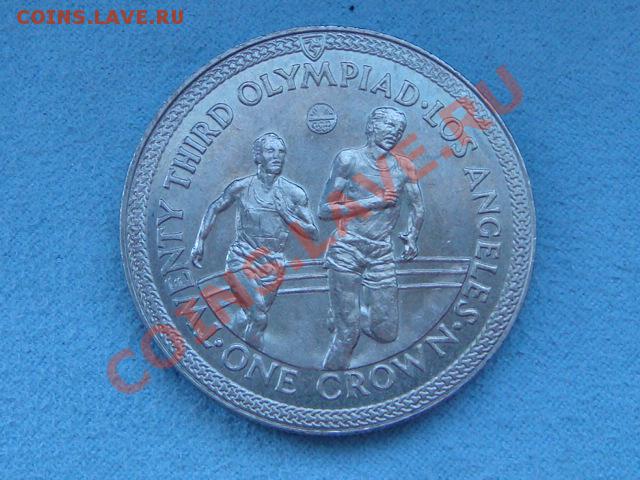 COINS.LAVE.RU
TWENTY THIRD OLYMPIAD · LOS ANGELES ·
· ONE CROWN ·
COINS.LAVE.RU